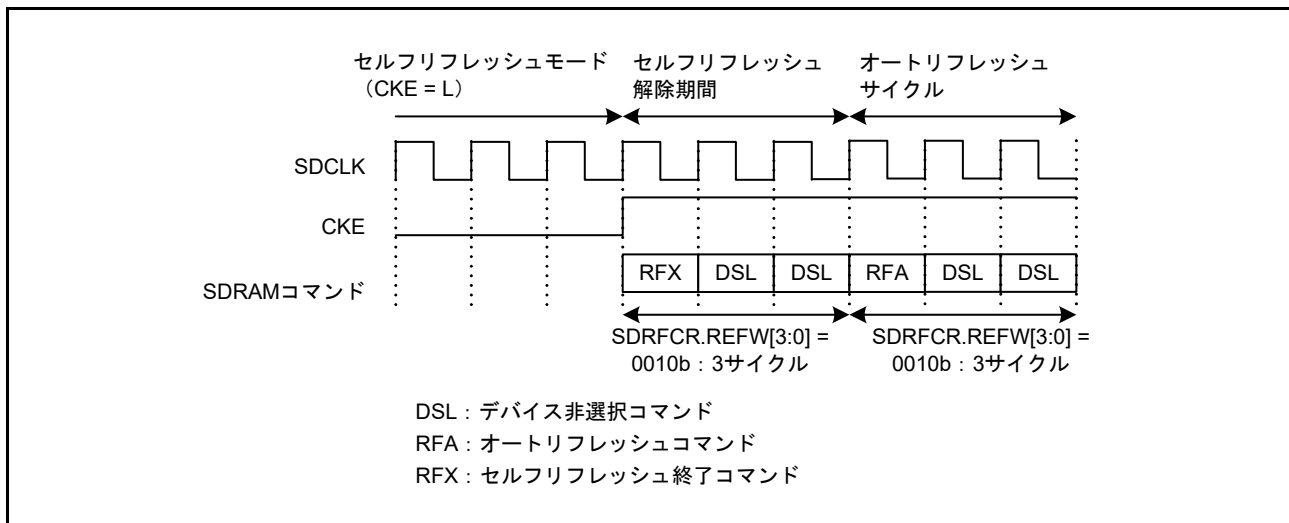 セルフリフレッシュモード
（CKE = L）
セルフリフレッシュ
解除期間
オートリフレッシュ
サイクル
SDCLK
CKE
SDRAMコマンド
RFX DSL DSL RFA DSL DSL
SDRFCR.REFW[3:0] =
0010b：3サイクル
SDRFCR.REFW[3:0] =
0010b：3サイクル
DSL：デバイス非選択コマンド
RFA：オートリフレッシュコマンド
RFX：セルフリフレッシュ終了コマンド